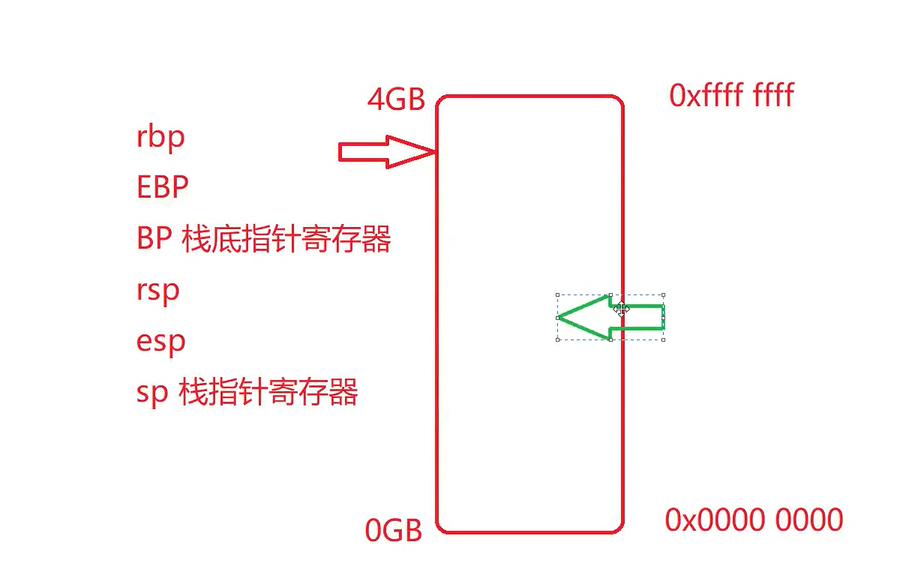 4GB
0xffff ffff
rbp
EBP
BP 栈底指针寄存器
rsp
esp
sp 栈指针寄存器
0GB
0x0000 0000